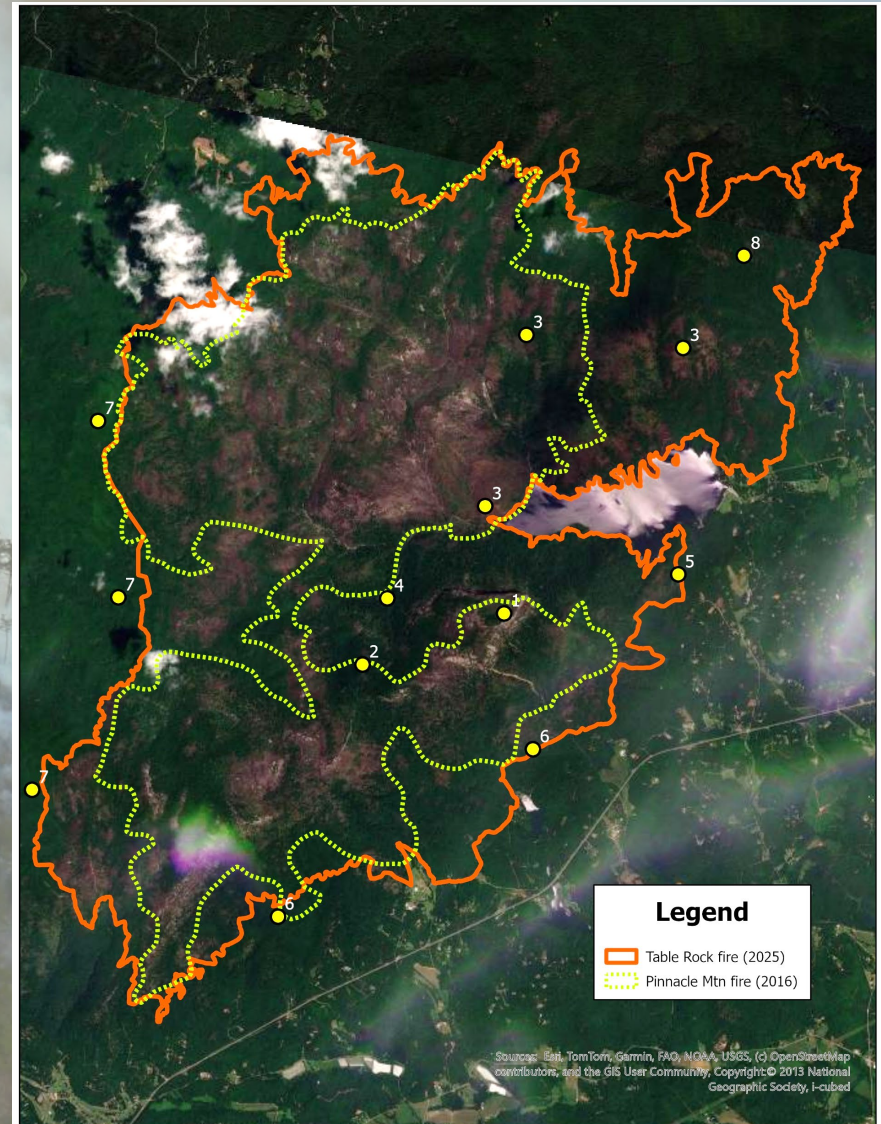 8
3
3
7
3
5
4
1
7
2
6
7
6
Legend
Table Rock fire (2025)
Pinnacle Mtn fire (2016)
Sources: Esri, TomTom, Garmin, FAO, NOAA, USGS, (c) OpenStreetMap
contributors, and the GIS User Community, Copyright:© 2013 National
Geographic Society, i-cubed